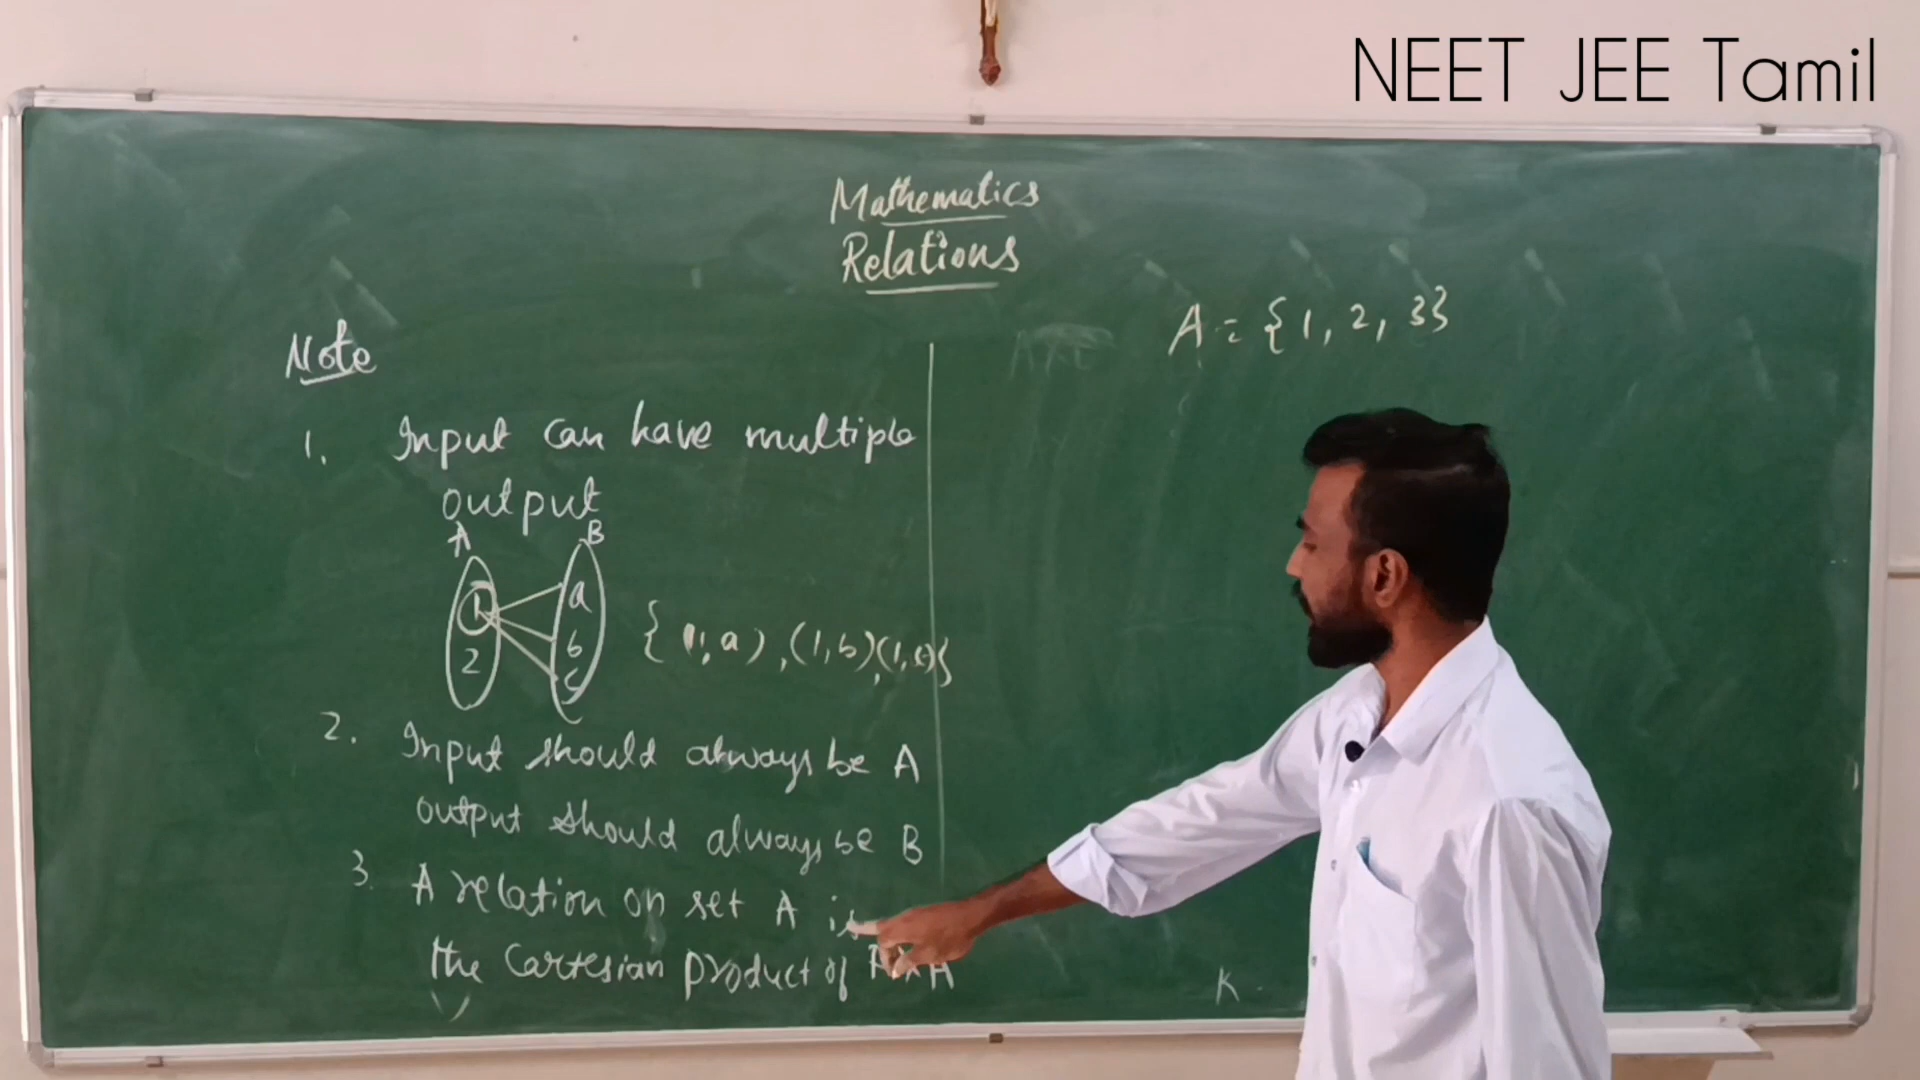 NEET JEE Tamil
Mathematics
Relations
Note
1. Input can have multiple
output
A B
1 a
2 b
c
{ (1, a), (1, b), (1, c) }
2. Input should always be A
output should always be B
3. A relation on set A is
the Cartesian product of A X A
A = {1, 2, 3}
K